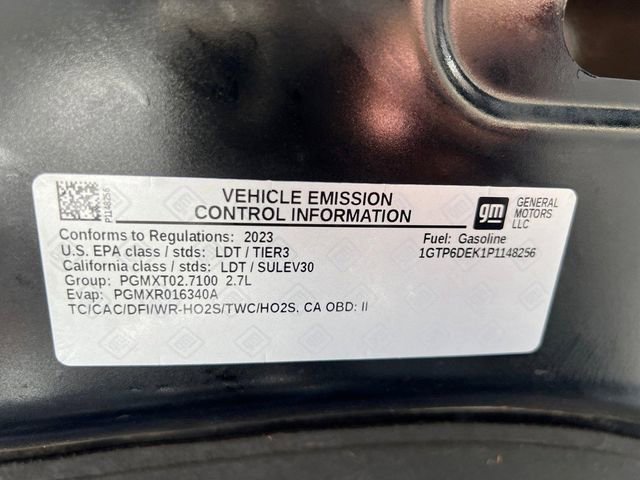 P1148256
VEHICLE EMISSION
CONTROL INFORMATION
gm
GENERAL
MOTORS
LLC
Conforms to Regulations: 2023
U.S. EPA class / stds: LDT / TIER3
California class / stds: LDT / SULEV30
Group: PGMXT02.7100 2.7L
Evap: PGMXR016340A
TC/CAC/DFI/WR-HO2S/TWC/HO2S, CA OBD: II
Fuel: Gasoline
1GTP6DEK1P1148256